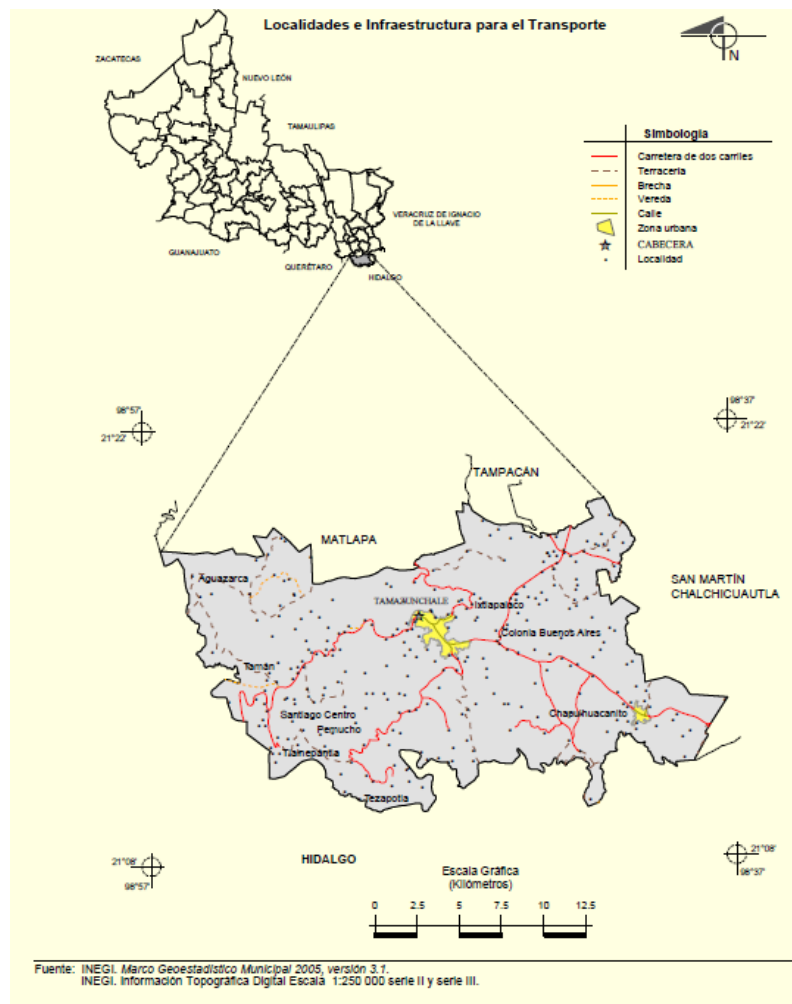 Localidades e Infraestructura para el Transporte
N
ZACATECAS
NUEVO LEÓN
TAMAULIPAS
VERACRUZ DE IGNACIO
DE LA LLAVE
GUANAJUATO
QUERÉTARO
HIDALGO
Simbología
Carretera de dos carriles
Terracería
Brecha
Vereda
Calle
Zona urbana
CABECERA
Localidad
98°57'
21°22'
98°37'
21°22'
TAMPACÁN
MATLAPA
SAN MARTÍN
CHALCHICUAUTLA
Aguazarca
TAMAZUNCHALE
Ixtlapalaco
Colonia Buenos Aires
Tamán
Santiago Centro
Pemucho
Tlalnepantla
Chapulhuacanito
Tezapotla
21°08'
98°57'
HIDALGO
21°08'
98°37'
Escala Gráfica
(Kilómetros)
0 2.5 5 7.5 10 12.5
Fuente: INEGI. Marco Geoestadístico Municipal 2005, versión 3.1.
INEGI. Información Topográfica Digital Escala 1:250 000 serie II y serie III.